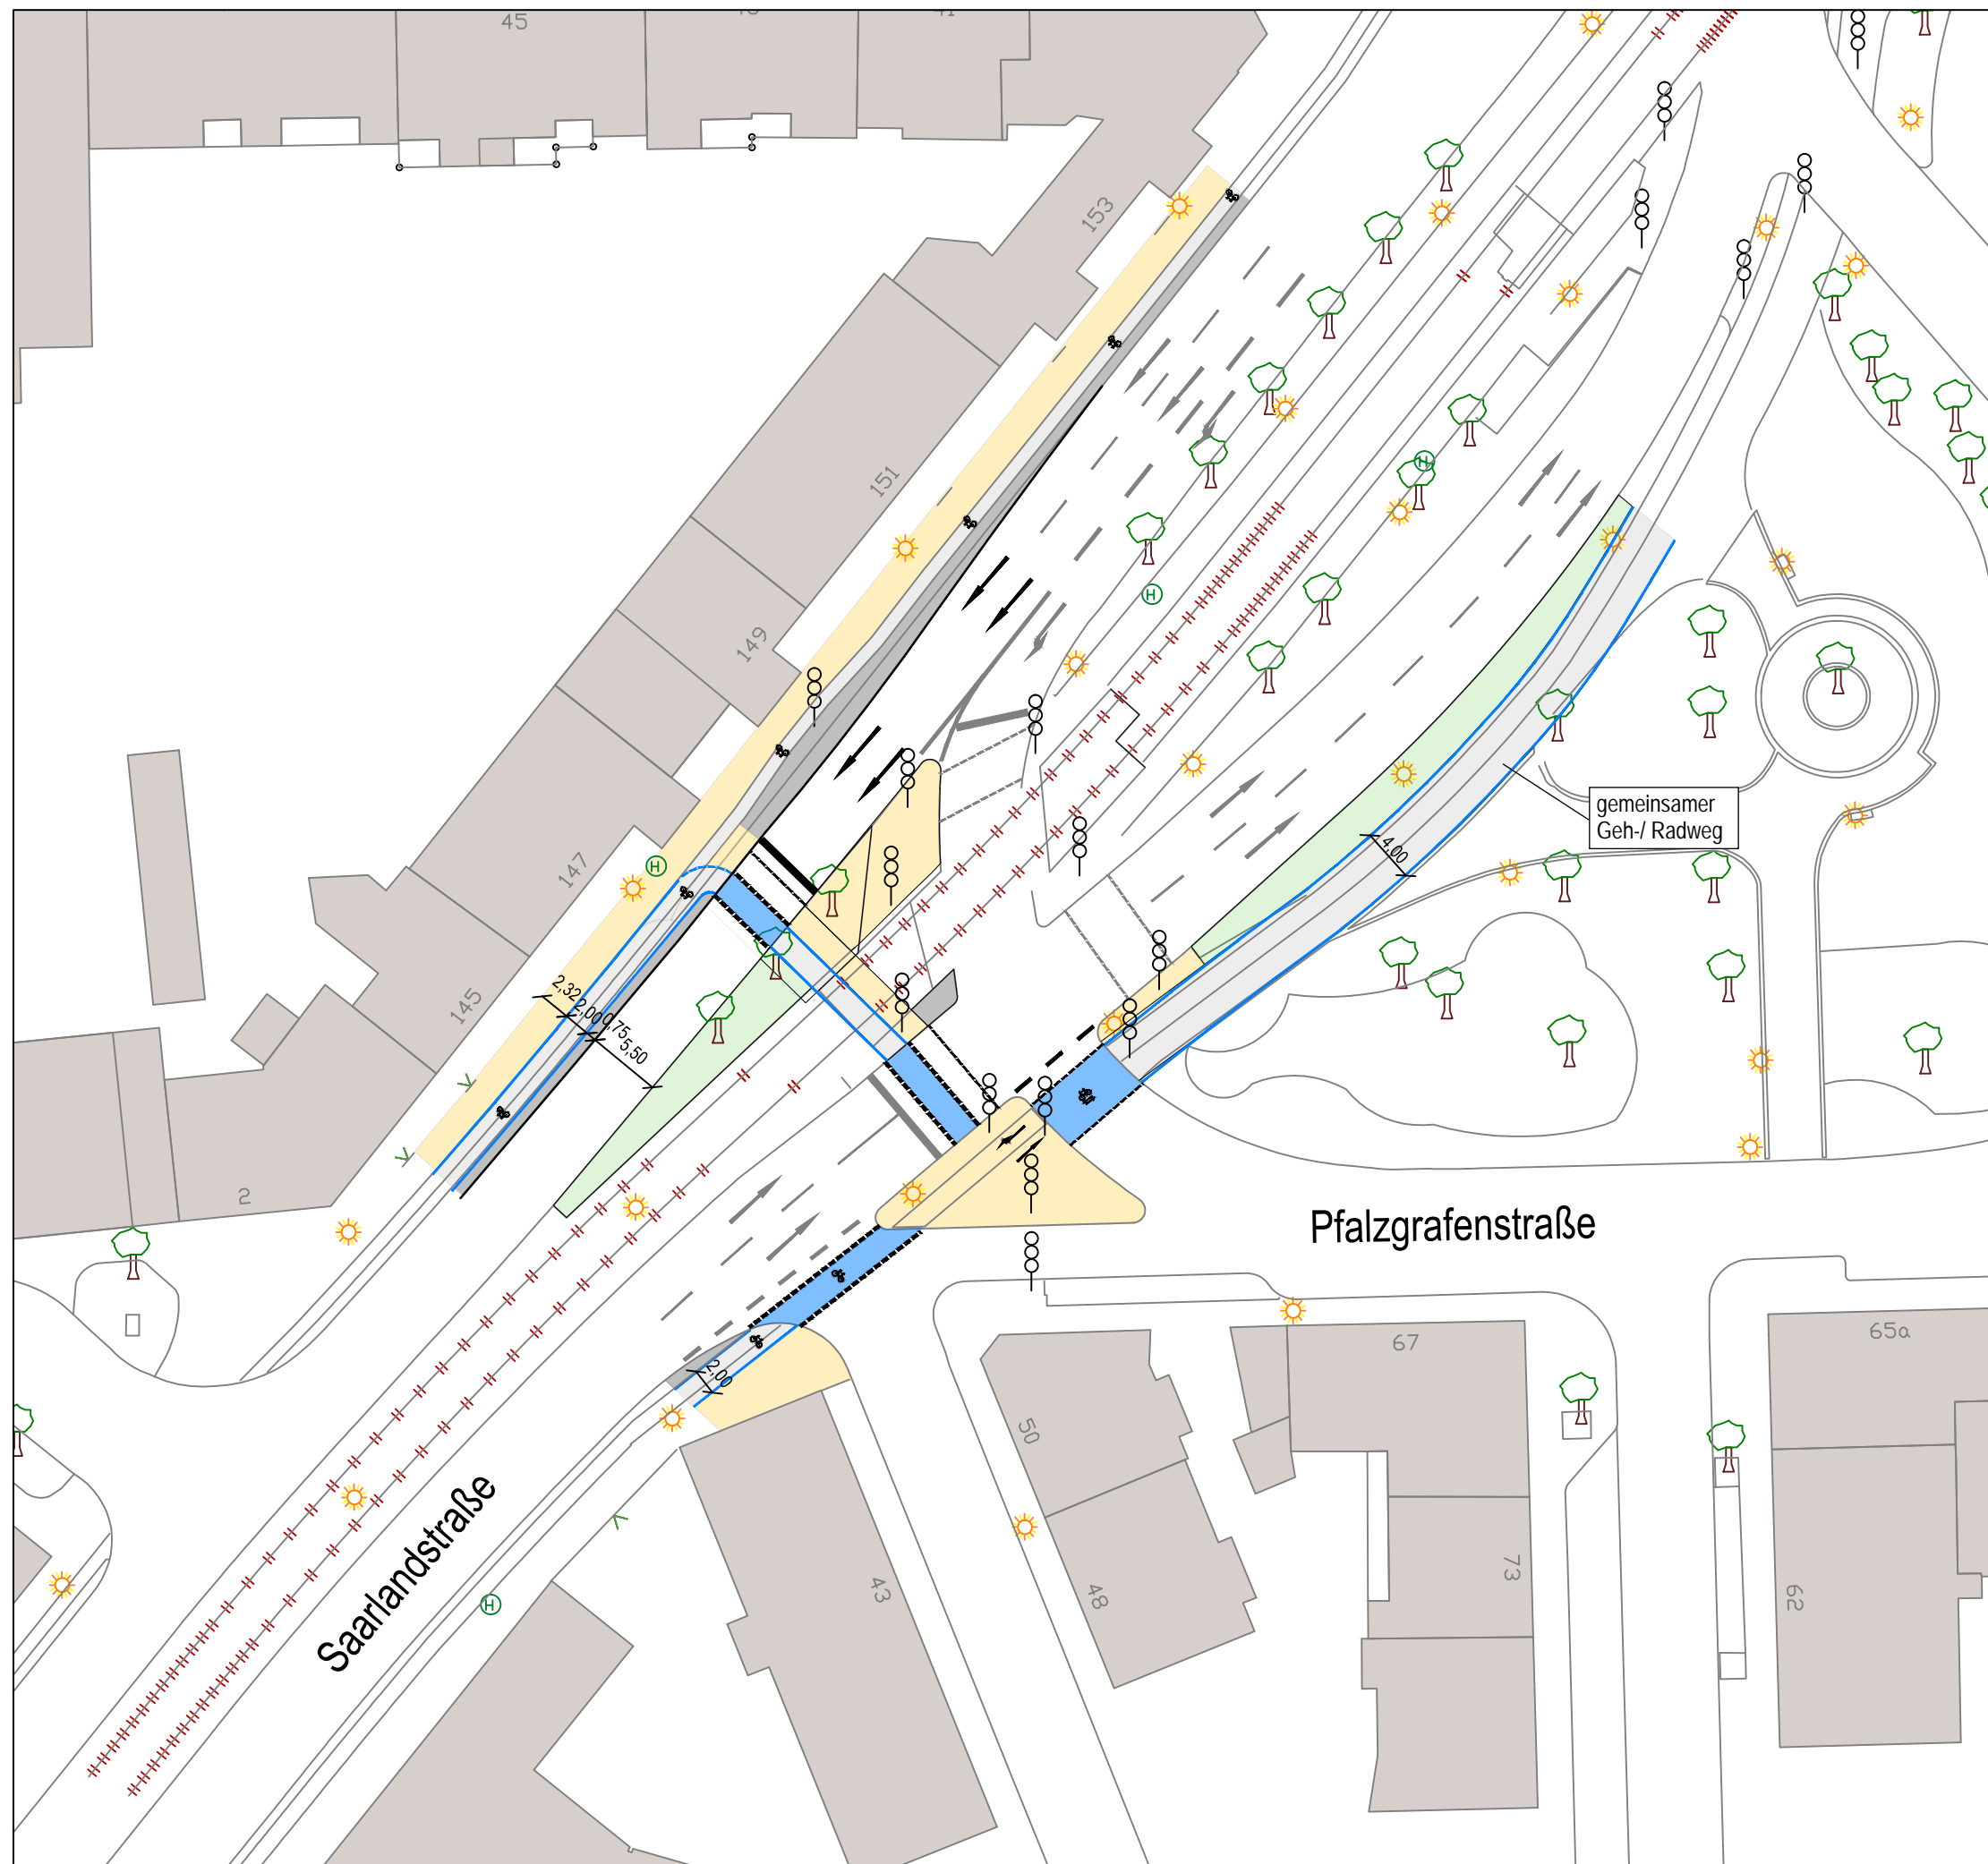 45
153
151
149
147
145
2,32
2,00
0,75
5,50
2
H
H
H
H
gemeinsamer
Geh-/ Radweg
4,00
Pfalzgrafenstraße
2,00
67
65a
50
48
43
73
62
Saarlandstraße